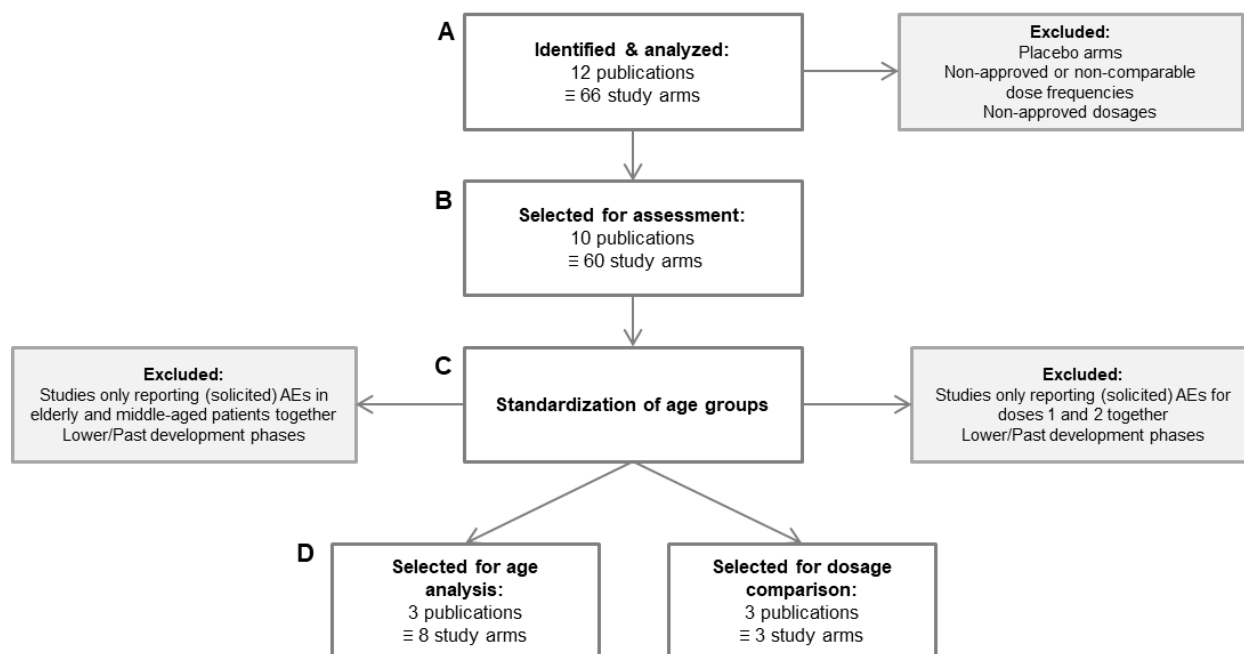 A
Identified & analyzed:
12 publications
≡ 66 study arms
Excluded:
Placebo arms
Non-approved or non-comparable
dose frequencies
Non-approved dosages
B
Selected for assessment:
10 publications
≡ 60 study arms
Excluded:
Studies only reporting (solicited) AEs in
elderly and middle-aged patients together
Lower/Past development phases
C
Standardization of age groups
Excluded:
Studies only reporting (solicited) AEs for
doses 1 and 2 together
Lower/Past development phases
D
Selected for age
analysis:
3 publications
≡ 8 study arms
Selected for dosage
comparison:
3 publications
≡ 3 study arms